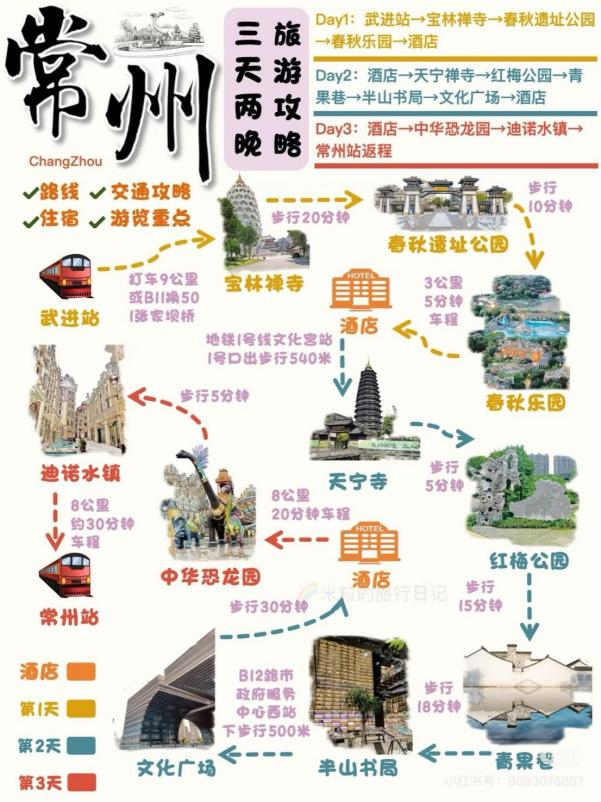 常州
ChangZhou
三天两晚
旅游攻略
Day1：武进站→宝林禅寺→春秋遗址公园
→春秋乐园→酒店
Day2：酒店→天宁禅寺→红梅公园→青
果巷→半山书局→文化广场→酒店
Day3：酒店→中华恐龙园→迪诺水镇→
常州站返程
路线
交通攻略
住宿
游览重点
武进站
打车9公里
或B11换50
1张家坝桥
宝林禅寺
步行20分钟
春秋遗址公园
步行
10分钟
3公里
5分钟
车程
春秋乐园
HOTEL
酒店
地铁1号线文化宫站
1号口出步行540米
天宁寺
步行
5分钟
红梅公园
步行
15分钟
青果巷
步行
18分钟
半山书局
B12路市
政府服务
中心西站
下步行500米
文化广场
步行30分钟
HOTEL
酒店
8公里
20分钟车程
中华恐龙园
步行5分钟
迪诺水镇
8公里
约30分钟
车程
常州站
酒店
第1天
第2天
第3天
米粒的旅行日记
小红书号：9693076887